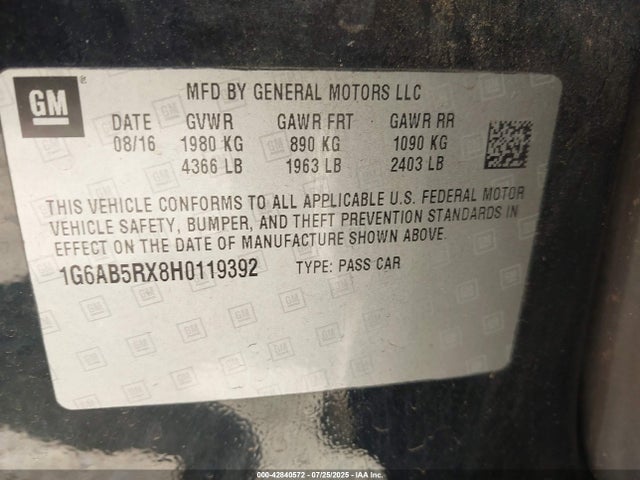 GM ®
MFD BY GENERAL MOTORS LLC
DATE GVWR GAWR FRT GAWR RR
08/16 1980 KG 890 KG 1090 KG
4366 LB 1963 LB 2403 LB
THIS VEHICLE CONFORMS TO ALL APPLICABLE U.S. FEDERAL MOTOR
VEHICLE SAFETY, BUMPER, AND THEFT PREVENTION STANDARDS IN
EFFECT ON THE DATE OF MANUFACTURE SHOWN ABOVE.
1G6AB5RX8H0119392 TYPE: PASS CAR
000-42840572 - 07/25/2025 - IAAI.COM